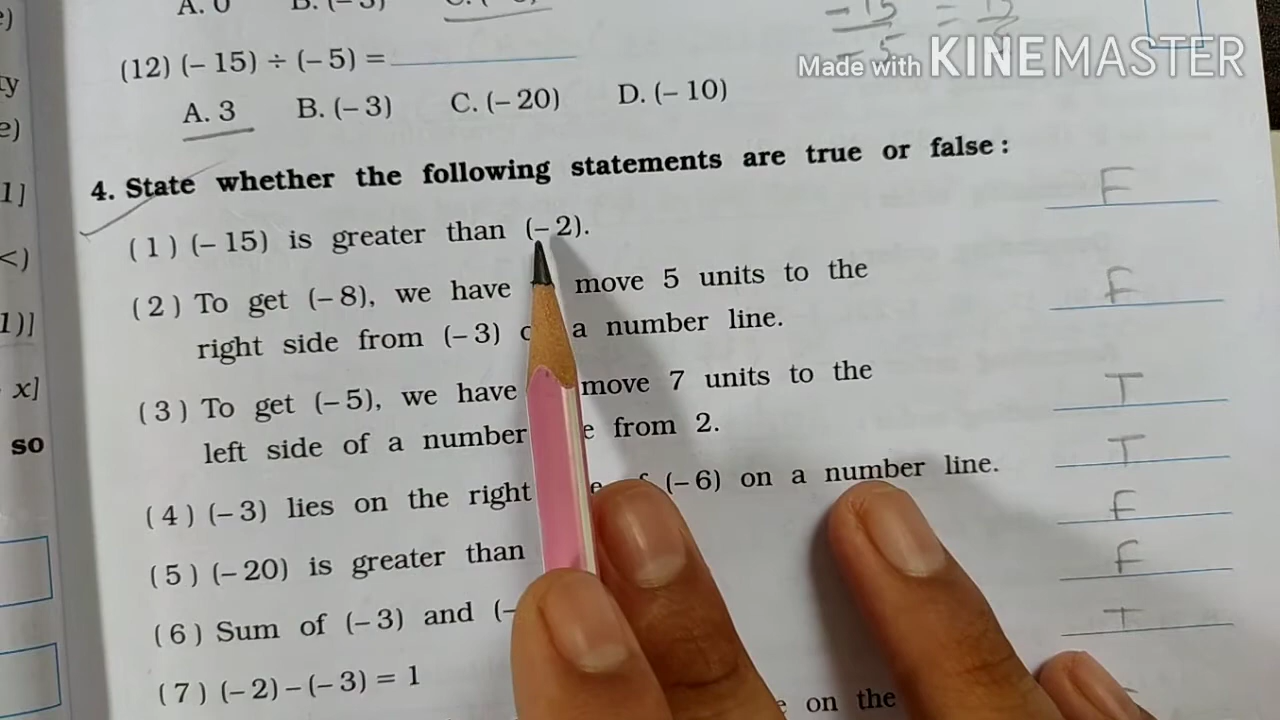 (12) (– 15) ÷ (– 5) =
A. 3 B. (– 3) C. (– 20) D. (– 10)
Made with KINEMASTER
4. State whether the following statements are true or false :
(1) (– 15) is greater than (– 2). F
(2) To get (– 8), we have move 5 units to the F
right side from (– 3) a number line.
(3) To get (– 5), we have move 7 units to the T
left side of a number from 2.
(4) (– 3) lies on the right (– 6) on a number line. T
(5) (– 20) is greater than F
(6) Sum of (– 3) and (– F
(7) (– 2) – (– 3) = 1 T
on the
so
x]